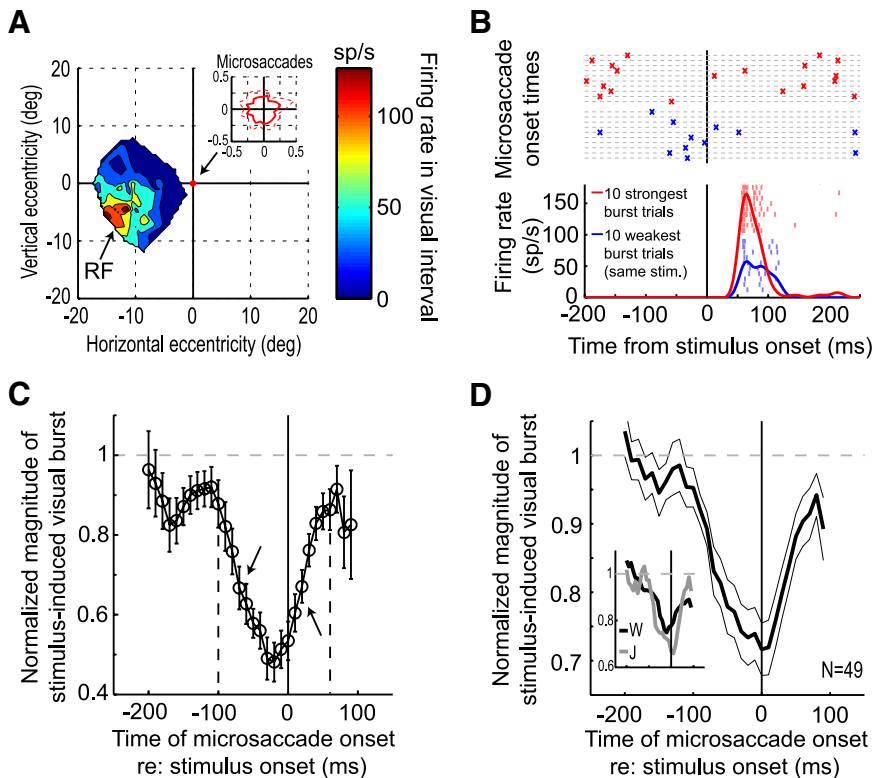 A
sp/s
Microsaccades
0.5
0
-0.5
-0.5 0 0.5
20
10
0
-10
-20
-20 -10 0 10 20
Vertical eccentricity (deg)
Horizontal eccentricity (deg)
RF
100
50
0
Firing rate in visual interval
B
Microsaccade
onset times
150
100
50
0
Firing rate
(sp/s)
10 strongest
burst trials
10 weakest
burst trials
(same stim.)
-200 -100 0 100 200
Time from stimulus onset (ms)
C
Normalized magnitude of
stimulus-induced visual burst
1
0.8
0.6
0.4
-200 -100 0 100
Time of microsaccade onset
re: stimulus onset (ms)
D
Normalized magnitude of
stimulus-induced visual burst
1
0.9
0.8
0.7
1
0.8
0.6
W
J
N=49
-200 -100 0 100
Time of microsaccade onset
re: stimulus onset (ms)